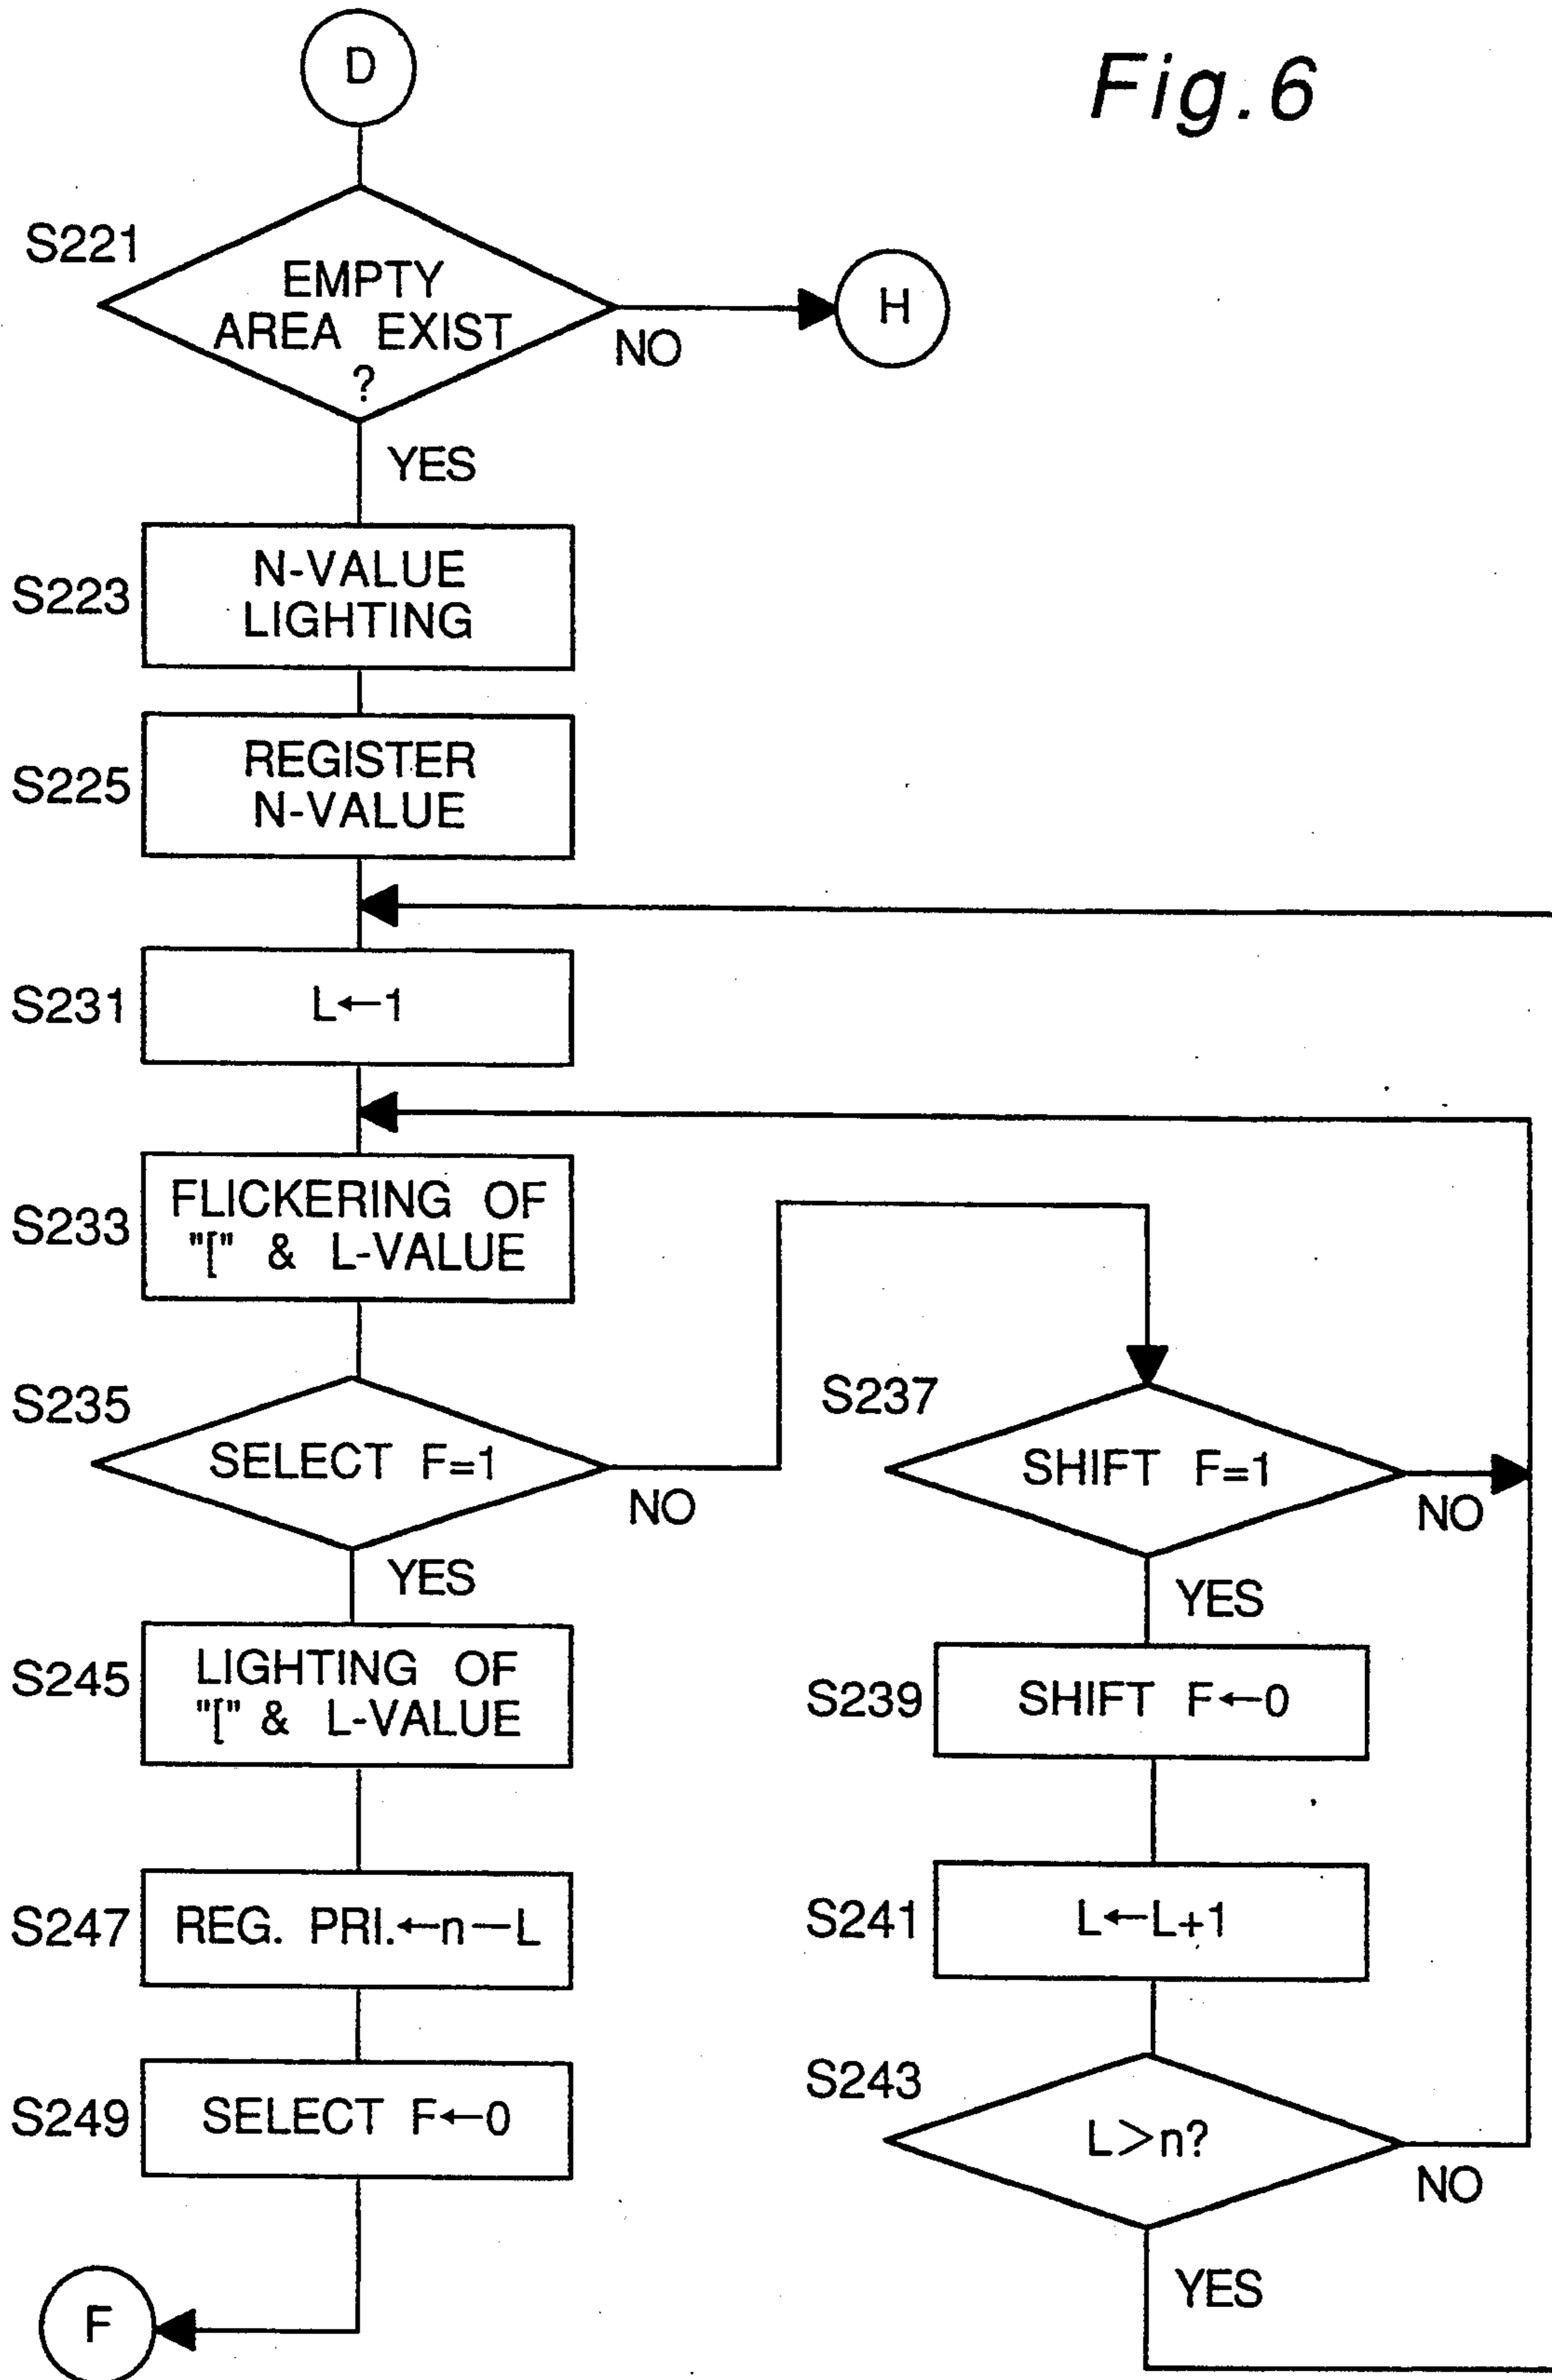 Fig.6
D
S221
EMPTY
AREA EXIST
?
NO
H
YES
S223
N-VALUE
LIGHTING
S225
REGISTER
N-VALUE
S231
L←1
S233
FLICKERING OF
"[" & L-VALUE
S235
SELECT F=1
NO
YES
S237
SHIFT F=1
NO
YES
S239
SHIFT F←0
S241
L←L+1
S243
L>n?
NO
YES
S245
LIGHTING OF
"[" & L-VALUE
S247
REG. PRI.←n—L
S249
SELECT F←0
F